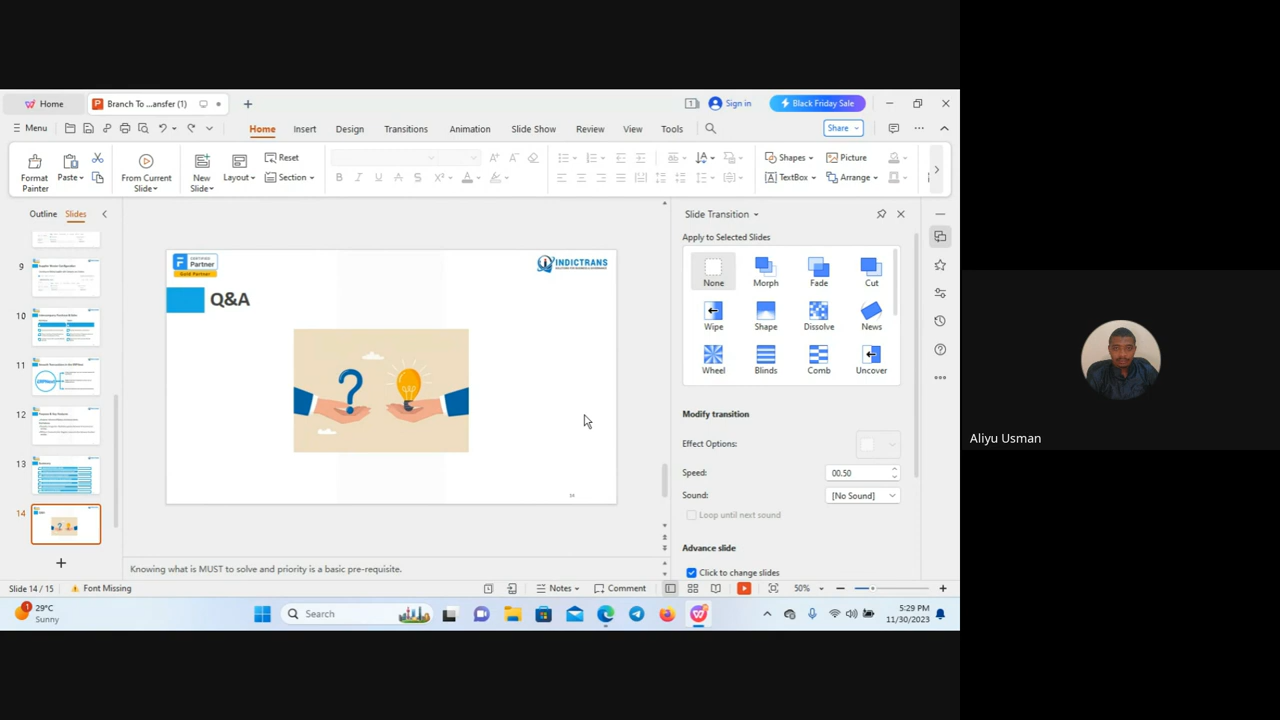 Home
Branch To ...ansfer (1)
Sign in
Black Friday Sale
Menu
Home
Insert
Design
Transitions
Animation
Slide Show
Review
View
Tools
Share
Format Painter
Paste
From Current Slide
New Slide
Layout
Reset
Section
B I U A S X²
Shapes
Picture
TextBox
Arrange
Outline
Slides
9
10
11
12
13
14
CERTIFIED
Partner
Gold Partner
INDICTRANS
Q&A
Slide Transition
Apply to Selected Slides
None
Morph
Fade
Cut
Wipe
Shape
Dissolve
News
Wheel
Blinds
Comb
Uncover
Modify transition
Effect Options:
Speed:
00.50
Sound:
[No Sound]
Loop until next sound
Advance slide
Click to change slides
Knowing what is MUST to solve and priority is a basic pre-requisite.
Slide 14 / 15
Font Missing
Notes
Comment
50%
29°C
Sunny
Search
5:29 PM
11/30/2023
Aliyu Usman